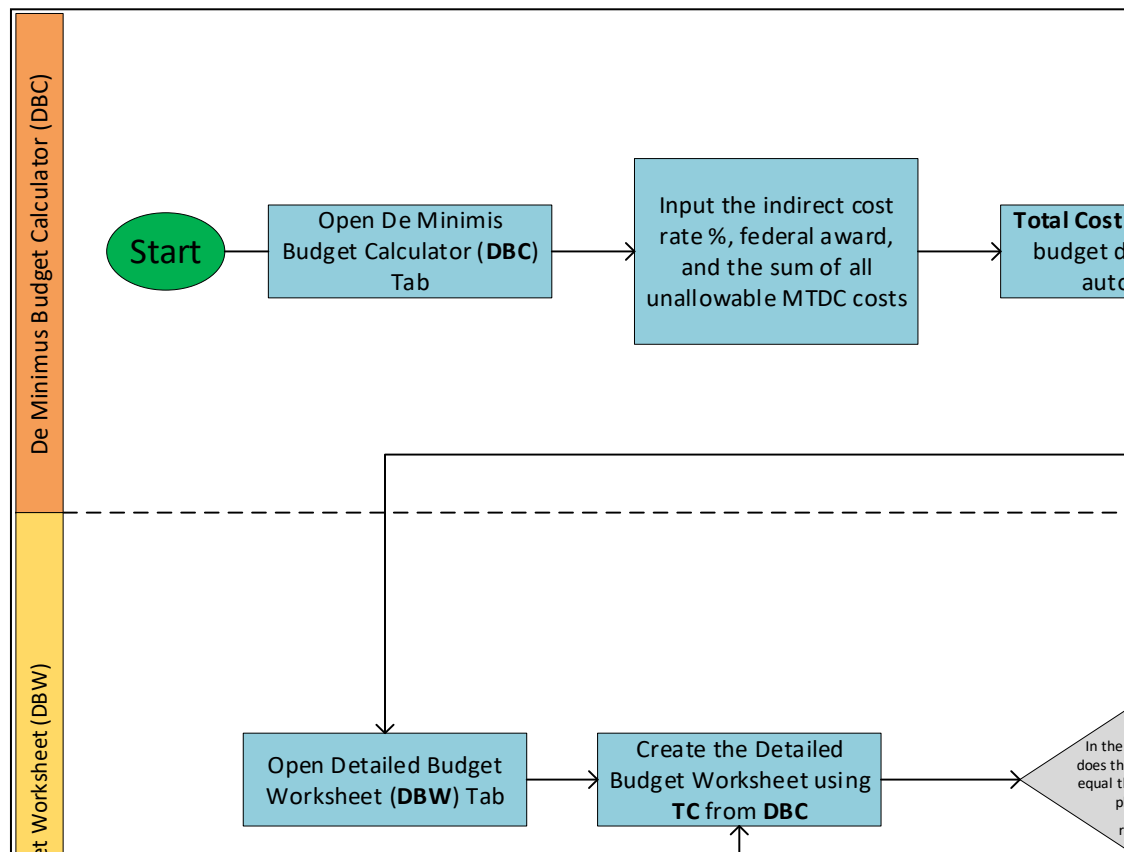 De Minimus Budget Calculator (DBC)
Start
Open De Minimis
Budget Calculator (DBC)
Tab
Input the indirect cost
rate %, federal award,
and the sum of all
unallowable MTDC costs
Total Cost
budget d
auto
et Worksheet (DBW)
Open Detailed Budget
Worksheet (DBW) Tab
Create the Detailed
Budget Worksheet using
TC from DBC
In the
does th
equal th
p